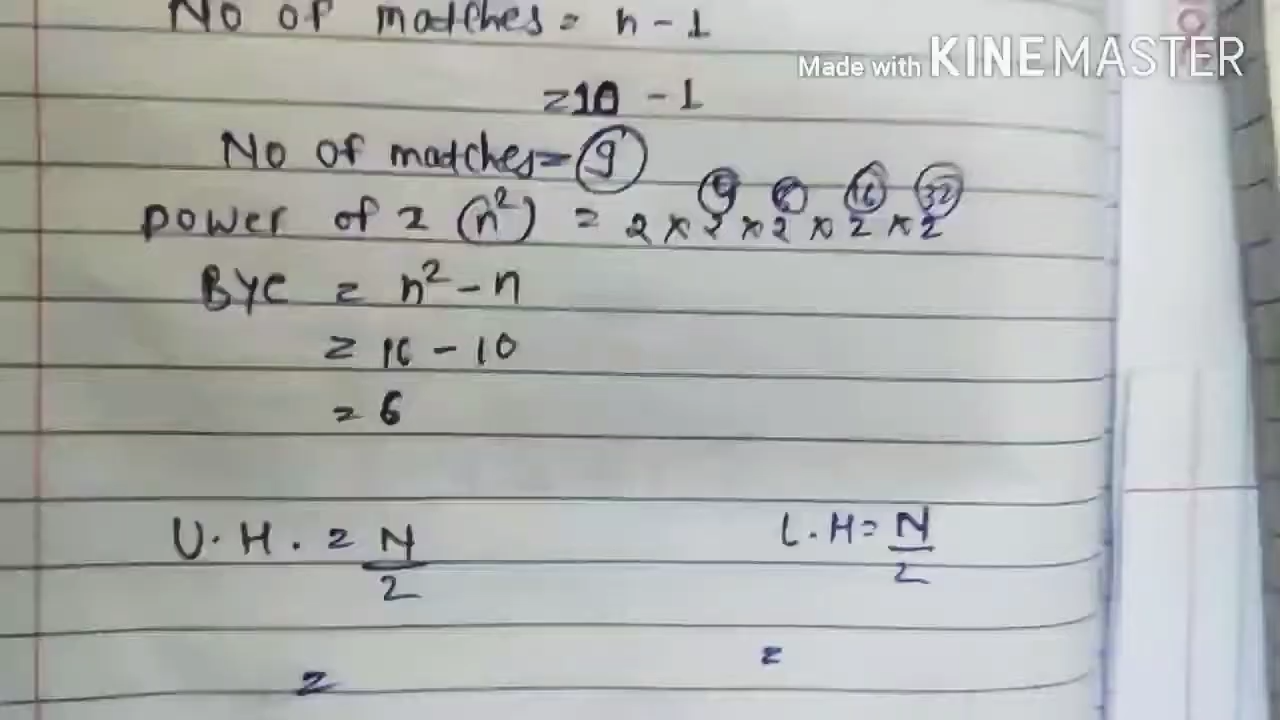 No of matches = n - 1
Made with KINEMASTER
= 10 - 1
No of matches = 9
4 8 16 32
power of 2 (n²) = 2 x 2 x 2 x 2 x 2
Bye = n² - n
= 16 - 10
= 6
U.H. = N/2 L.H = N/2
= =